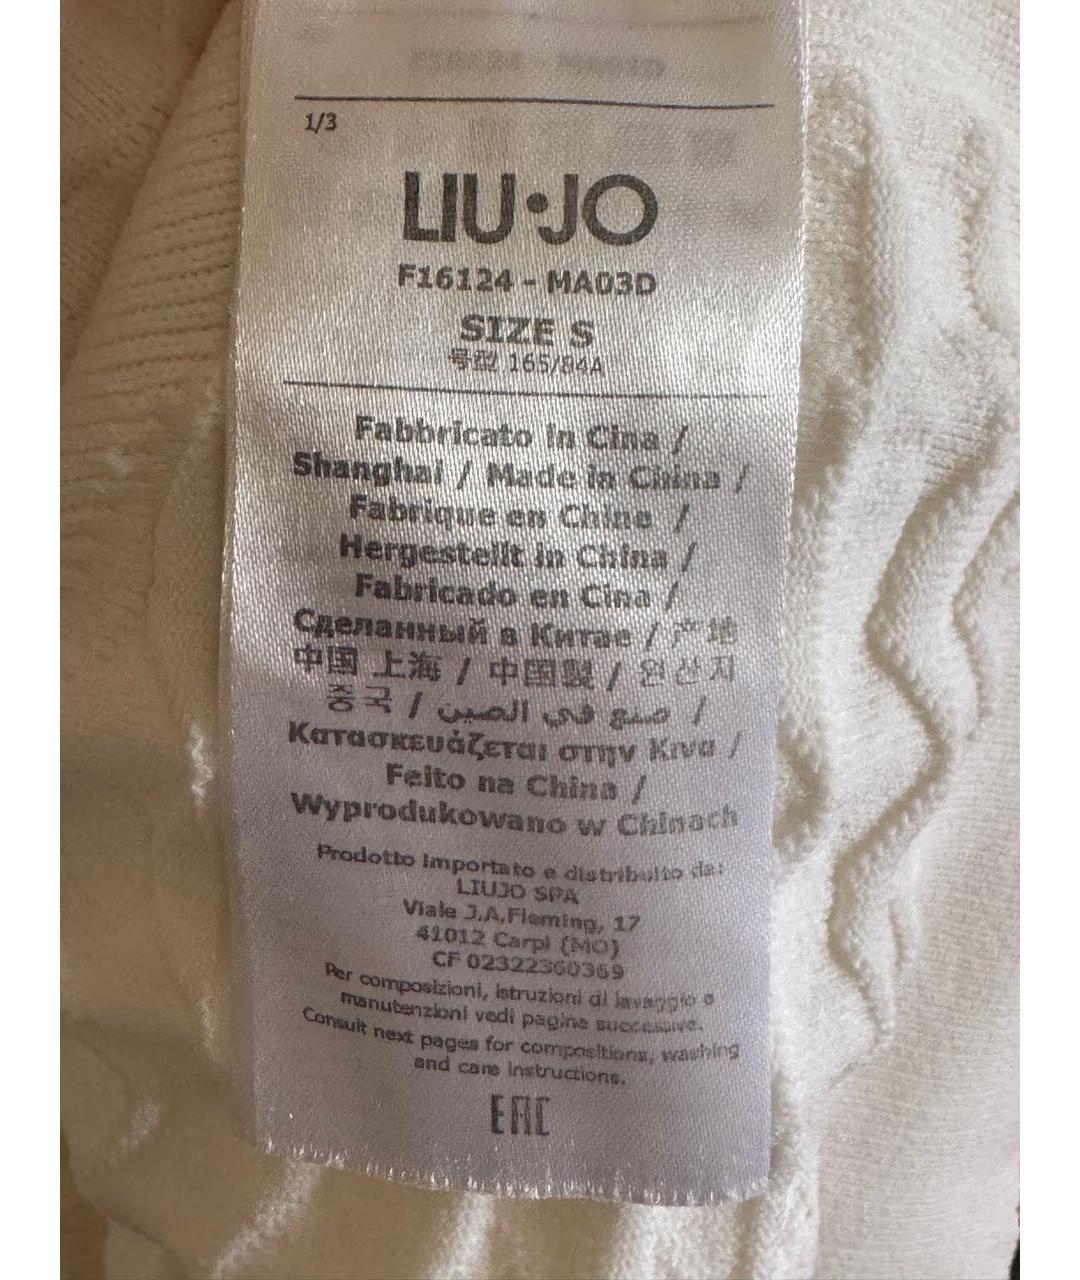 1/3
LIU·JO
F16124 - MA03D
SIZE S
号型 165/84A
Fabbricato in Cina /
Shanghai / Made in China /
Fabrique en Chine /
Hergestellt in China /
Fabricado en Cina /
Сделанный в Китае / 产地
中国 上海 / 中国製 / 원산지
중국 / صنع في الصين /
Κατασκευάζεται στην Κινα /
Feito na China /
Wyprodukowano w Chinach
Prodotto importato e distribuito da:
LIUJO SPA
Viale J.A.Fleming, 17
41012 Carpi (MO)
CF 02322360369
Per composizioni, istruzioni di lavaggio e
manutenzioni vedi pagine successive.
Consult next pages for compositions, washing
and care instructions.
EAC